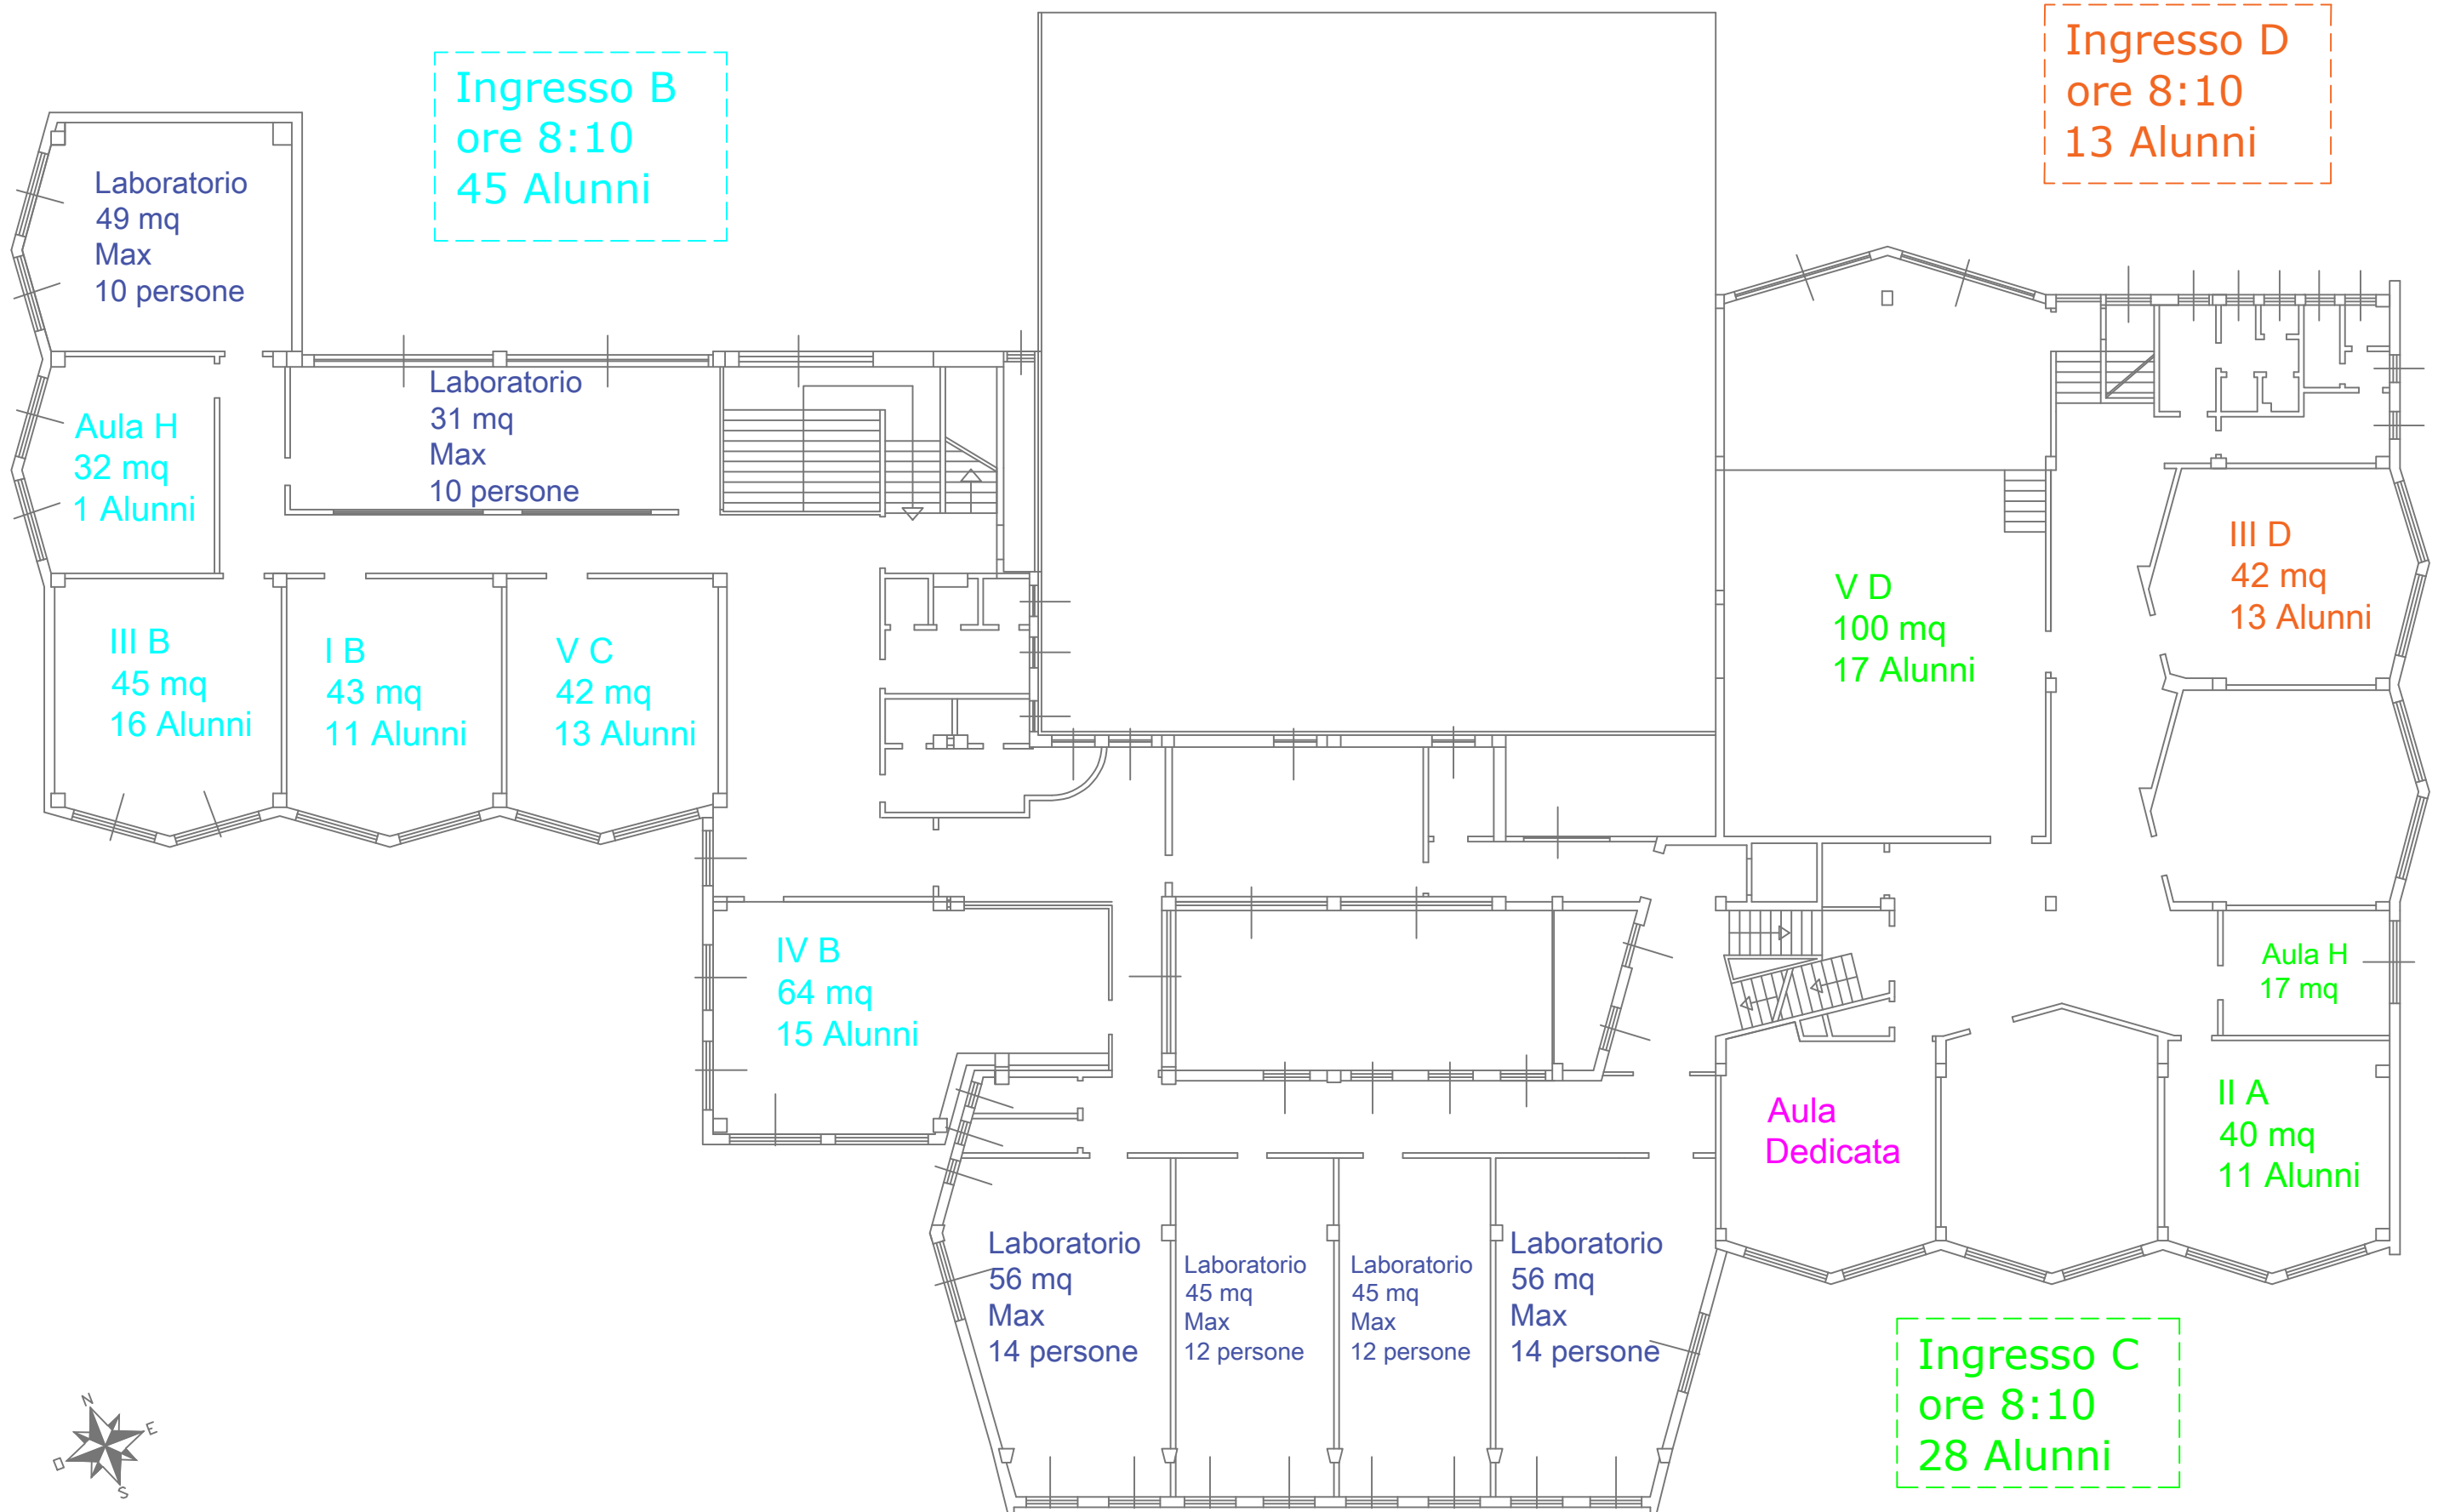 Ingresso B
ore 8:10
45 Alunni
Ingresso D
ore 8:10
13 Alunni
Laboratorio
49 mq
Max
10 persone
Laboratorio
31 mq
Max
10 persone
Aula H
32 mq
1 Alunni
III B
45 mq
16 Alunni
I B
43 mq
11 Alunni
V C
42 mq
13 Alunni
V D
100 mq
17 Alunni
III D
42 mq
13 Alunni
IV B
64 mq
15 Alunni
Aula H
17 mq
Aula
Dedicata
II A
40 mq
11 Alunni
Laboratorio
56 mq
Max
14 persone
Laboratorio
45 mq
Max
12 persone
Laboratorio
45 mq
Max
12 persone
Laboratorio
56 mq
Max
14 persone
Ingresso C
ore 8:10
28 Alunni
N
E
O
S